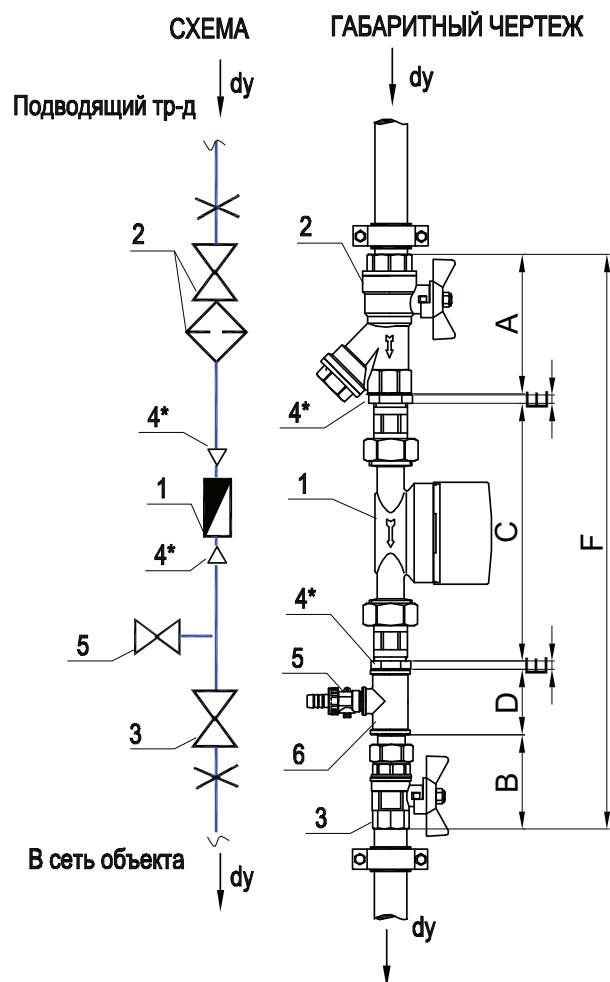 СХЕМА
ГАБАРИТНЫЙ ЧЕРТЕЖ
dy
dy
Подводящий тр-д
2
2
A
4*
4*
E
1
1
C
F
4*
4*
E
5
5
D
6
3
B
3
В сеть объекта
dy
dy